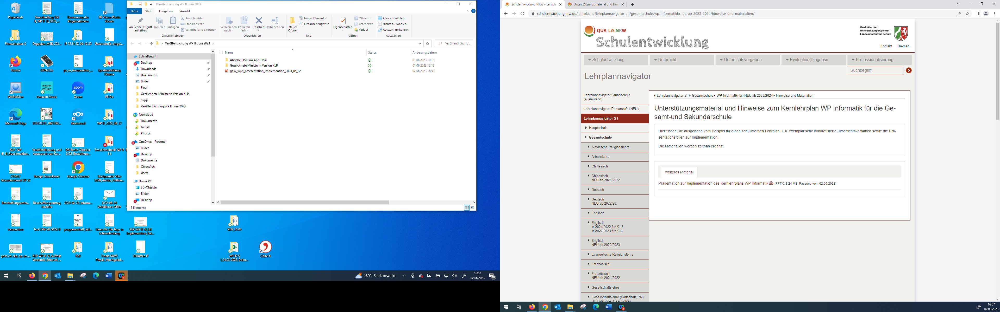 Papierkorb
Grundauftrag Teil
II_WP IF SI_2023_...
Benennung der
Abgabedateien
3D Vision Photo
Viewer
Fitnesstrainer C
Orgaplan_MSB_202...
IF 25.11.22_05-12.22
Unterschrift_einges...
Firefox
OPN200x
ps_ru_mennoniten_...
Sportausbildung
Fitness
NetSetMan
Amazon Music
Zoom
FB Do
Microsoft Edge
131170015_1021392...
Nextcloud
WP IF_2022_08_17
KLP_WP
IF_SI_Rueckmeldun...
Veröffentlichung und
Austausch von Ker...
DR Berlin Oktober
2022_Bestätihun...
Zwischencheck WP IF
S I
211012
Gesamtentwurf ZP 22
Rezept Amerikaner
Google Chrome
Stichpunkte ViKo
MSB_Archiv_Heftnu...
Beschaffungsantra...
Beschaffungsantrag
tet.folio
2023-02-23_Inform...
2022-06-24
Unfallkasse NRW
transaction
Text LPN VB GOSt II
programmheft_leif...
Ideen für die Tage in
Schmallenberg
KLP WP IF SI_DB
Implemention_Ent...
SILP_15.05
gost_ch_silp_ep_uv_...
KLP WP IF SI_Auftakt
Verbände_Entwurf_...
IQB
Finale KUVS
Physik_Hochgelad...
VERöffen IF
WP ID S
I_24.03-2023_Doku...
Citavi 6
Veröffentlichung WP IF Juni 2023
Datei Start Freigeben Ansicht
An Schnellzugriff
anheften
Kopieren
Einfügen
Ausschneiden
Pfad kopieren
Verknüpfung einfügen
Zwischenablage
Verschieben
nach
Kopieren
nach
Löschen
Umbenennen
Organisieren
Neuer
Ordner
Neues Element
Einfacher Zugriff
Neu
Eigenschaften
Öffnen
Bearbeiten
Verlauf
Öffnen
Alles auswählen
Nichts auswählen
Auswahl umkehren
Auswählen
Veröffentlichung WP IF Juni 2023
Veröffentlichung ...
Schnellzugriff
Desktop
Downloads
Dokumente
Bilder
Final
Gezeichnete Ministerin Version KLP
Siggi
Veröffentlichung WP IF Juni 2023
Nextcloud
Dokumente
Geteilt
Photos
OneDrive - Personal
Bilder
Desktop
Dokumente
Öffentlich
Users
Dieser PC
3D-Objekte
Bilder
Desktop
Name Status Änderungsdatum
Abgabe HMZ im April-Mai 01.06.2023 10:18
Gezeichnete Ministerin Version KLP 01.06.2023 12:12
gesk_wpif_praesentation_implemention_2023_06_02 02.06.2023 16:50
3 Elemente
18°C Stark bewölkt
16:57
02.06.2023
18
Schulentwicklung NRW - Lehrpla
Unterstützungsmaterial und Hin
schulentwicklung.nrw.de/lehrplaene/lehrplannavigator-s-i/gesamtschule/wp-informatikbrneu-ab-2023-2024/hinweise-und-materialien/
QUA-LiS NRW
Schulentwicklung
Qualitäts- und
UnterstützungsAgentur -
Landesinstitut für Schule
Kontakt Themen
Schulentwicklung Unterricht Unterrichtsvorgaben Evaluation/Diagnose Professionalisierung
Suchbegriff
Lehrplannavigator
Lehrplannavigator Grundschule
(auslaufend)
Lehrplannavigator Primarstufe (NEU)
Lehrplannavigator S I
Hauptschule
Gesamtschule
Alevitische Religionslehre
Arbeitslehre
Chinesisch
Chinesisch
NEU ab 2021/2022
Deutsch
Deutsch
NEU ab 2022/23
Englisch
Englisch
in 2021/2022 für Kl. 5
in 2022/2023 für Kl.6
Englisch
NEU ab 2022/2023
Evangelische Religionslehre
Französisch
Französisch
NEU ab 2021/2022
Gesellschaftslehre
Gesellschaftslehre (Wirtschaft, Poli-
tik, Erdkunde, Geschichte)
Lehrplannavigator S I Gesamtschule WP Informatik<br>NEU ab 2023/2024 Hinweise und Materialien
Unterstützungsmaterial und Hinweise zum Kernlehrplan WP Informatik für die Ge-
samt-und Sekundarschule
Hier finden Sie ausgehend vom Beispiel für einen schulinternen Lehrplan u. a. exemplarische konkretisierte Unterrichtsvorhaben sowie die Prä-
sentationsfolien zur Implementation.
Die Materialien werden zeitnah ergänzt.
weiteres Material
Präsentation zur Implementation des Kernlehrplans WP Informatik (PPTX, 3.24 MB, Fassung vom 02.06.2023)
16:57
02.06.2023